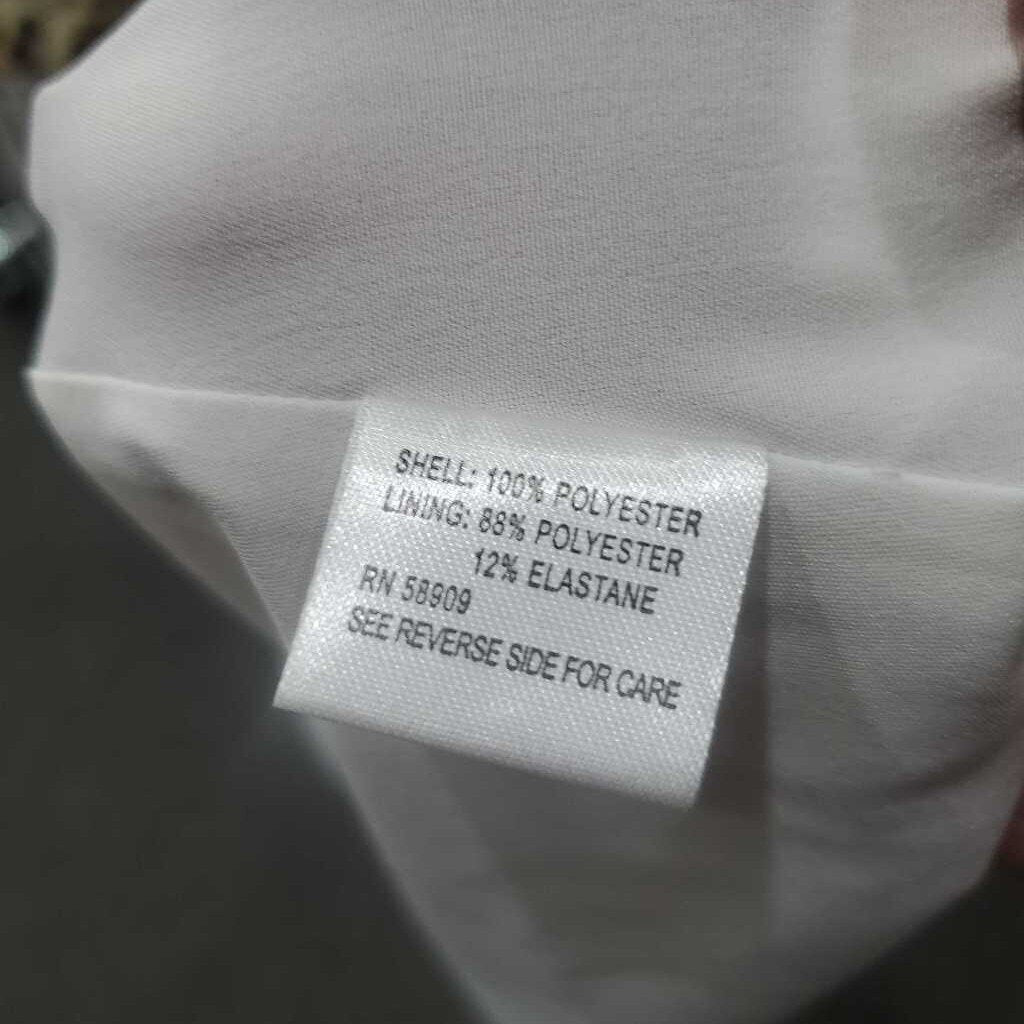 SHELL: 100% POLYESTER
LINING: 88% POLYESTER
12% ELASTANE
RN 58909
SEE REVERSE SIDE FOR CARE